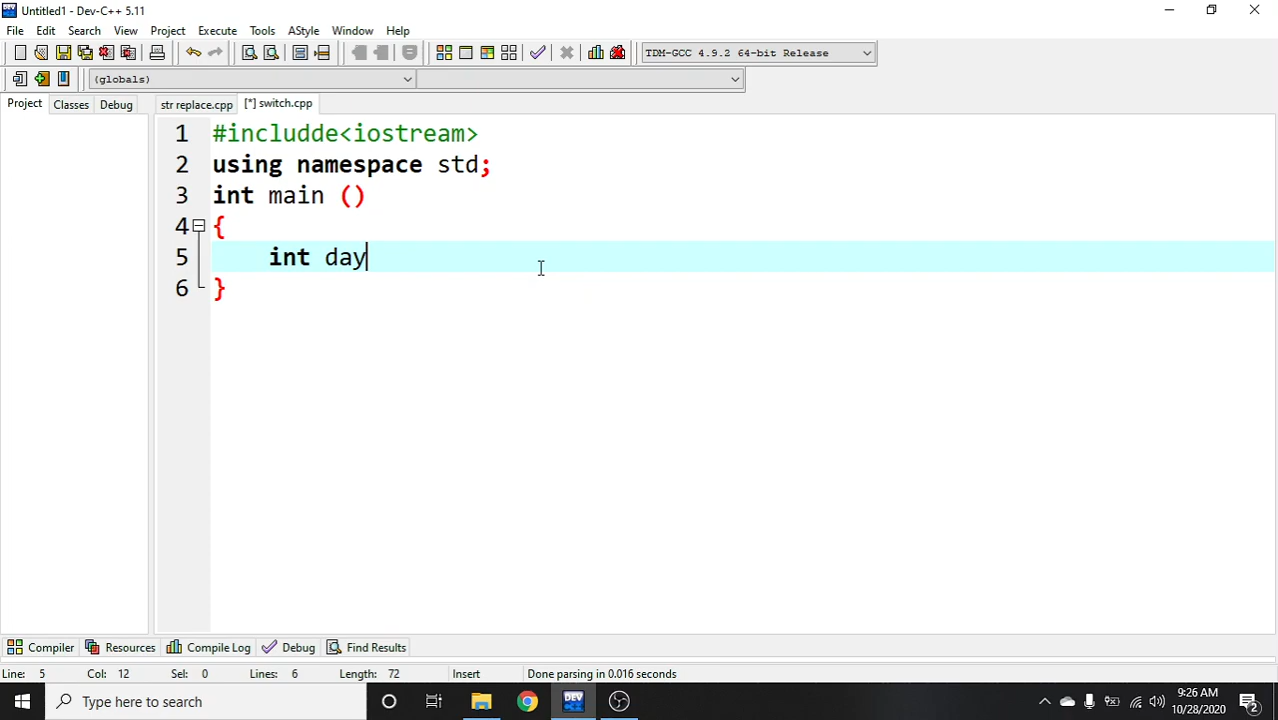 Untitled1 - Dev-C++ 5.11
File Edit Search View Project Execute Tools AStyle Window Help
TDM-GCC 4.9.2 64-bit Release
(globals)
Project Classes Debug str replace.cpp [*] switch.cpp
1 #includde<iostream>
2 using namespace std;
3 int main ()
4 {
5 int day
6 }
Compiler Resources Compile Log Debug Find Results
Line: 5 Col: 12 Sel: 0 Lines: 6 Length: 72 Insert Done parsing in 0.016 seconds
Type here to search DEV 9:26 AM
10/28/2020 2